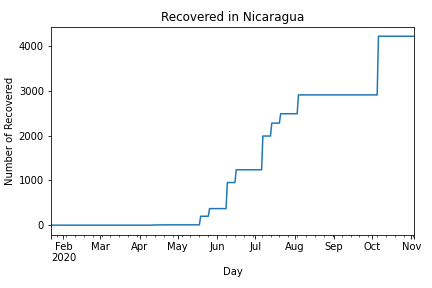 Recovered in Nicaragua
Number of Recovered
4000
3000
2000
1000
0
Feb Mar Apr May Jun Jul Aug Sep Oct Nov
2020
Day